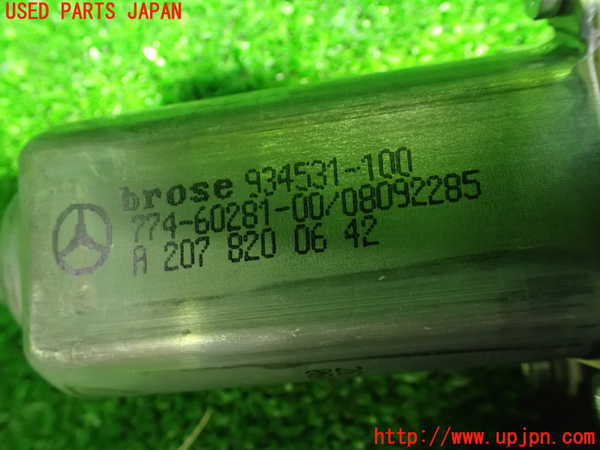 USED PARTS JAPAN
brose 934531-100
774-60281-00/08092285
A 207 820 06 42
http://www.upjpn.com/